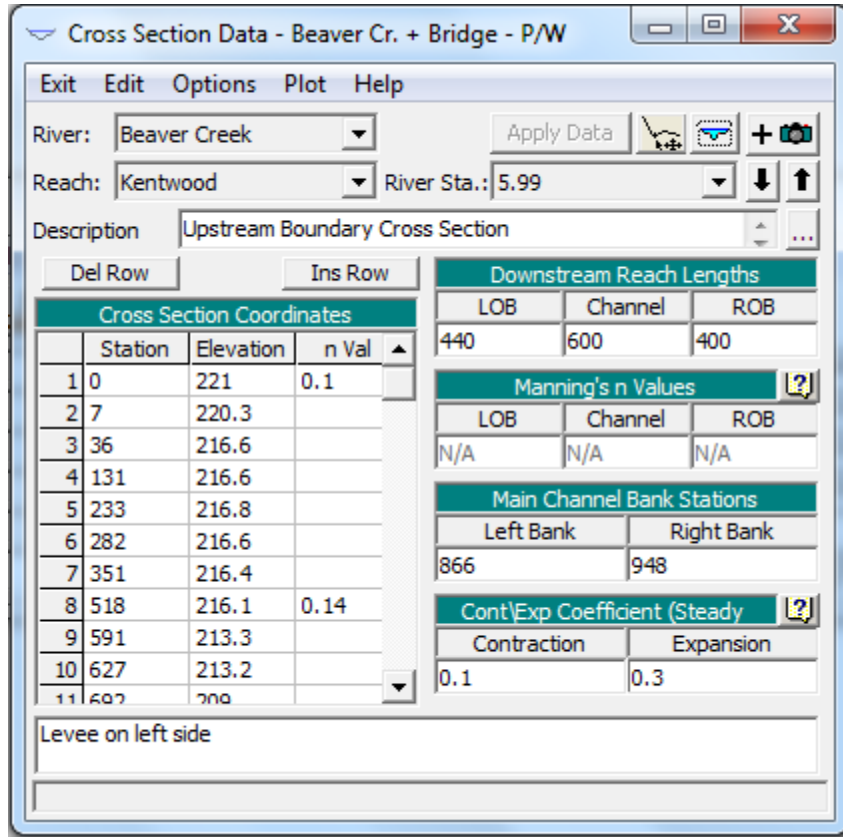 Cross Section Data - Beaver Cr. + Bridge - P/W
Exit Edit Options Plot Help
River: Beaver Creek Apply Data
Reach: Kentwood River Sta.: 5.99
Description Upstream Boundary Cross Section ...
Del Row Ins Row
Cross Section Coordinates
Station Elevation n Val
1 0 221 0.1
2 7 220.3
3 36 216.6
4 131 216.6
5 233 216.8
6 282 216.6
7 351 216.4
8 518 216.1 0.14
9 591 213.3
10 627 213.2
11 692 209
Downstream Reach Lengths
LOB Channel ROB
440 600 400
Manning's n Values
LOB Channel ROB
N/A N/A N/A
Main Channel Bank Stations
Left Bank Right Bank
866 948
Cont\Exp Coefficient (Steady
Contraction Expansion
0.1 0.3
Levee on left side